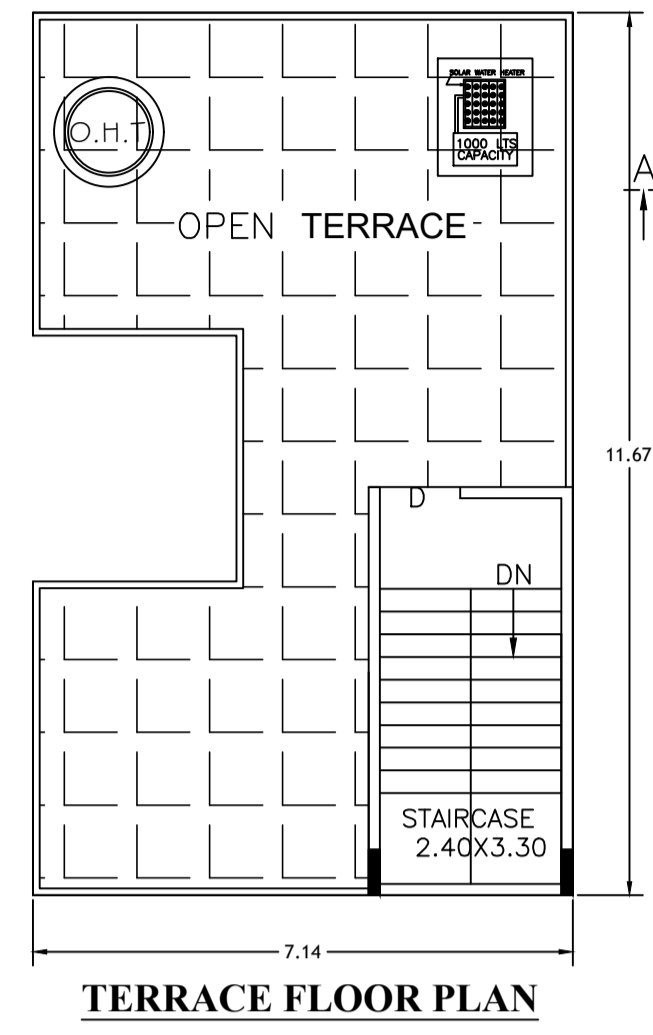 SOLAR WATER HEATER
O.H.T
1000 LTS
CAPACITY
A
OPEN TERRACE
11.67
D
DN
STAIRCASE
2.40X3.30
7.14
TERRACE FLOOR PLAN